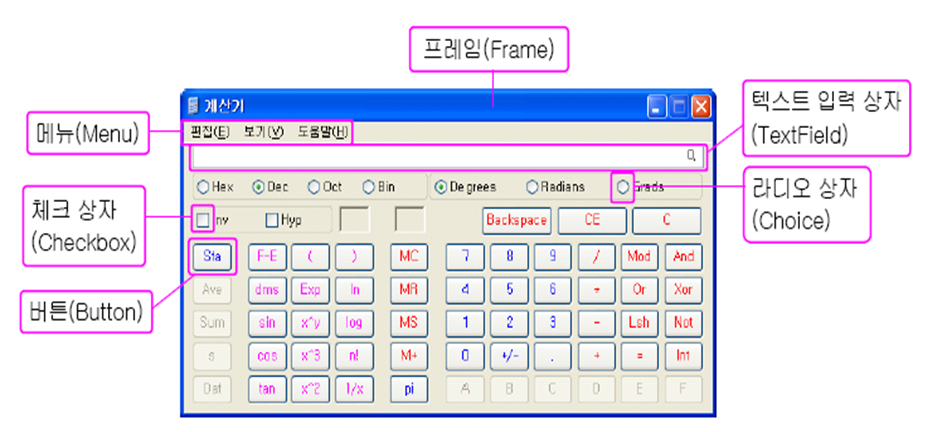 프레임(Frame)
계산기
텍스트 입력 상자
(TextField)
메뉴(Menu)
편집(E) 보기(V) 도움말(H)
0,
Hex Dec Oct Bin Degrees Radians Grads
라디오 상자
(Choice)
체크 상자
(Checkbox)
Inv Hyp Backspace CE C
Sta F-E ( ) MC 7 8 9 / Mod And
버튼(Button)
Ave dms Exp ln MR 4 5 6 * Or Xor
Sum sin x^y log MS 1 2 3 - Lsh Not
s cos x^3 n! M+ 0 +/- . + = Int
Dat tan x^2 1/x pi A B C D E F